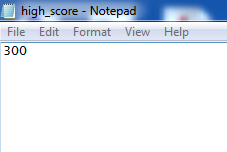 high_score - Notepad
File Edit Format View Help
300